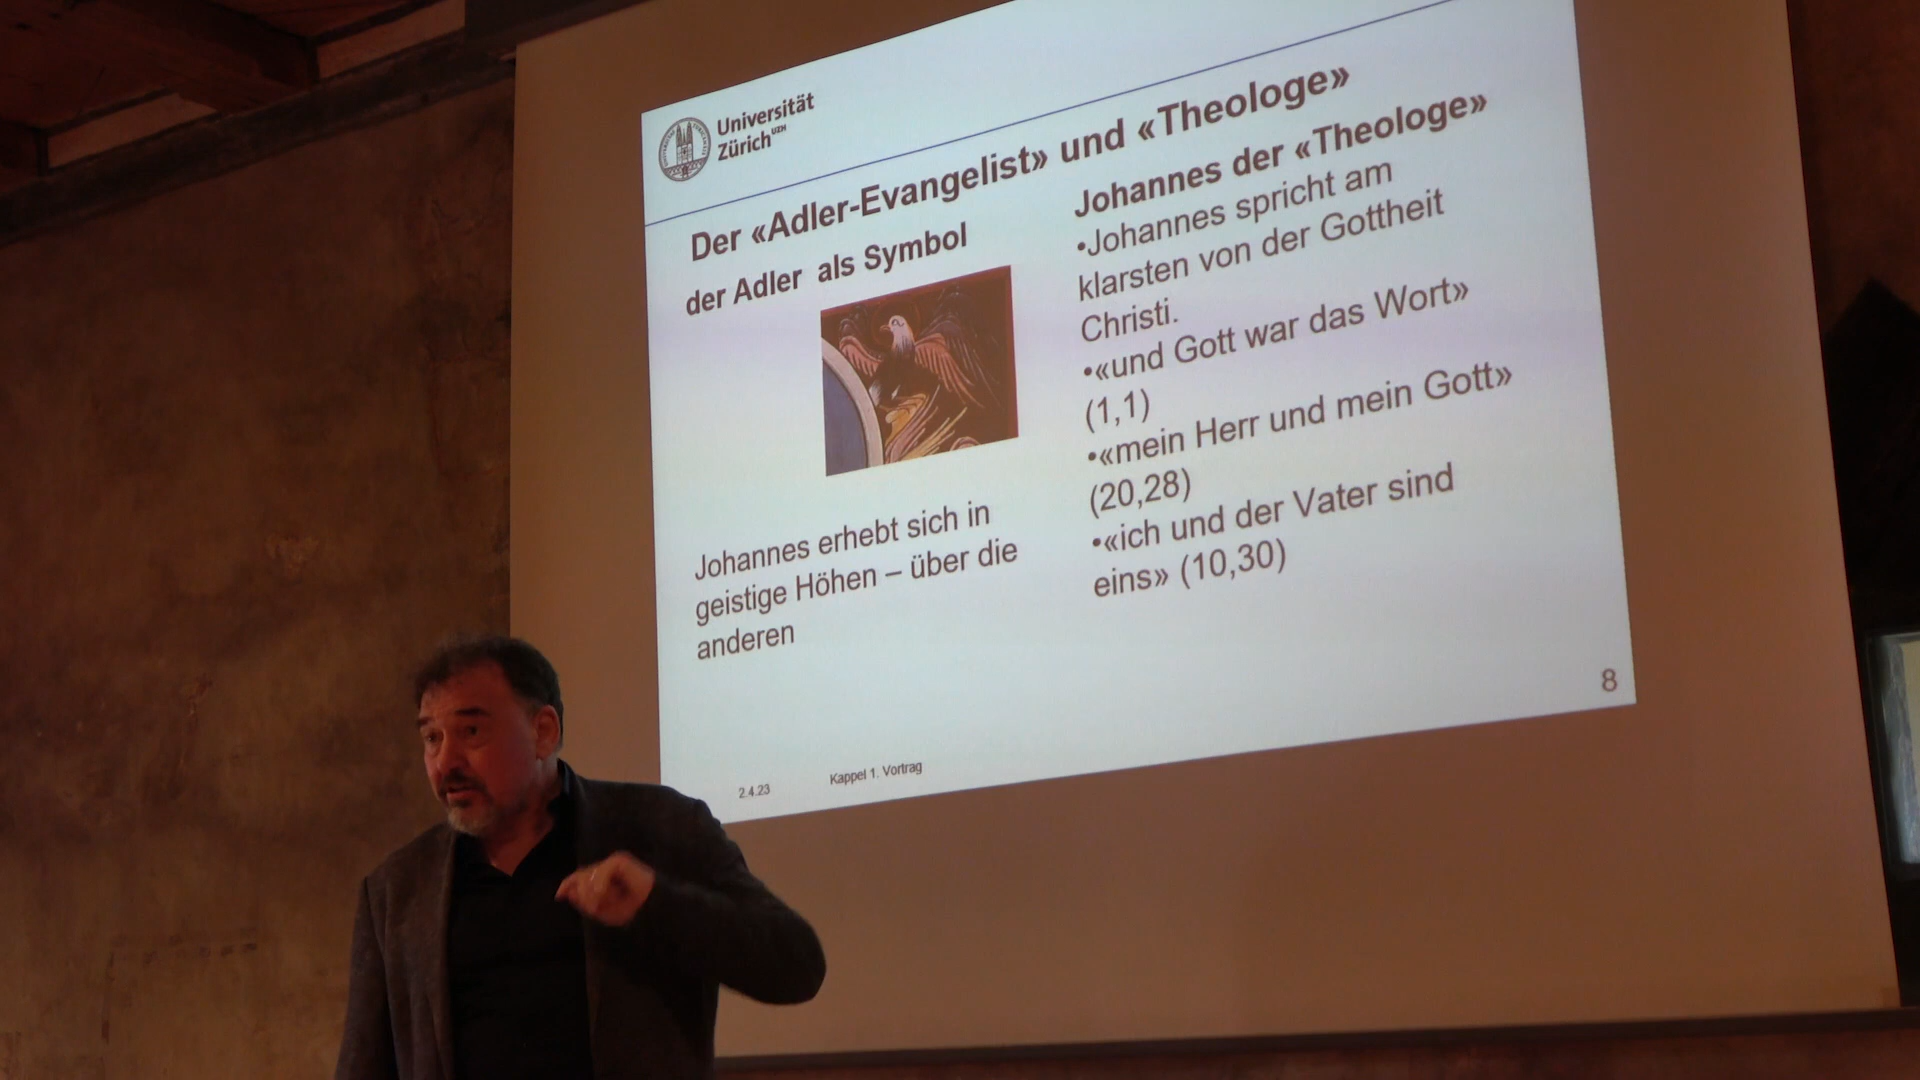 Universität
Zürich UZH
Der «Adler-Evangelist» und «Theologe»
der Adler als Symbol
Johannes erhebt sich in
geistige Höhen – über die
anderen
Johannes der «Theologe»
•Johannes spricht am
klarsten von der Gottheit
Christi.
•«und Gott war das Wort»
(1,1)
•«mein Herr und mein Gott»
(20,28)
•«ich und der Vater sind
eins» (10,30)
2.4.23
Kappel 1. Vortrag
8